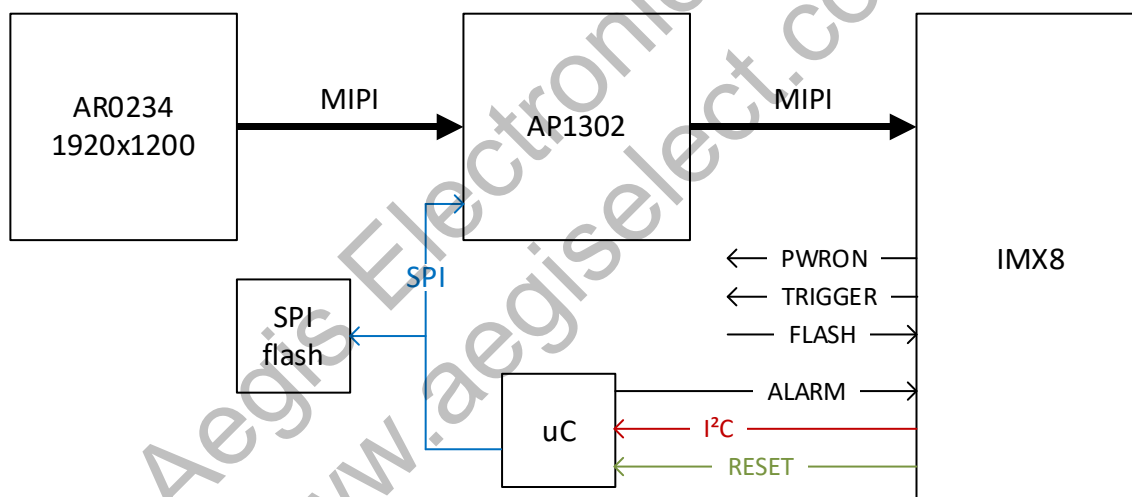 AR0234
1920x1200
MIPI
AP1302
MIPI
IMX8
PWRON
TRIGGER
FLASH
ALARM
I²C
RESET
SPI
SPI
flash
uC
Aegis Electronic
www.aegiselect.co